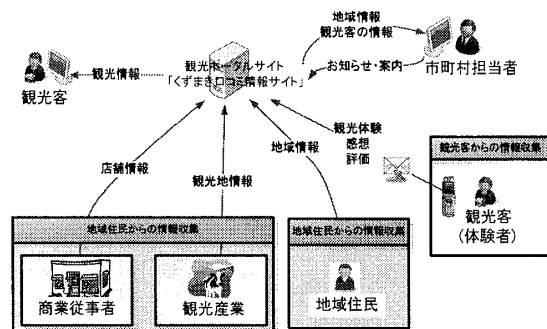 地域情報
観光客の情報
お知らせ・案内
市町村担当者
観光ポータルサイト
「くずまき口コミ情報サイト」
観光情報
観光客
店舗情報
観光地情報
地域情報
観光体験
感想
評価
観光客からの情報収集
観光客
(体験者)
地域住民からの情報収集
商業従事者
観光産業
地域住民からの情報収集
地域住民